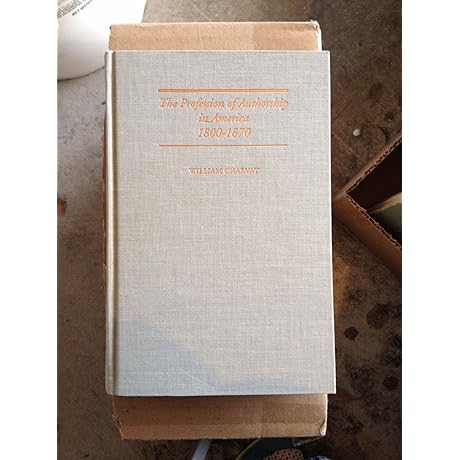 The Profession of Authorship
in America
1800-1870
WILLIAM CHARVAT